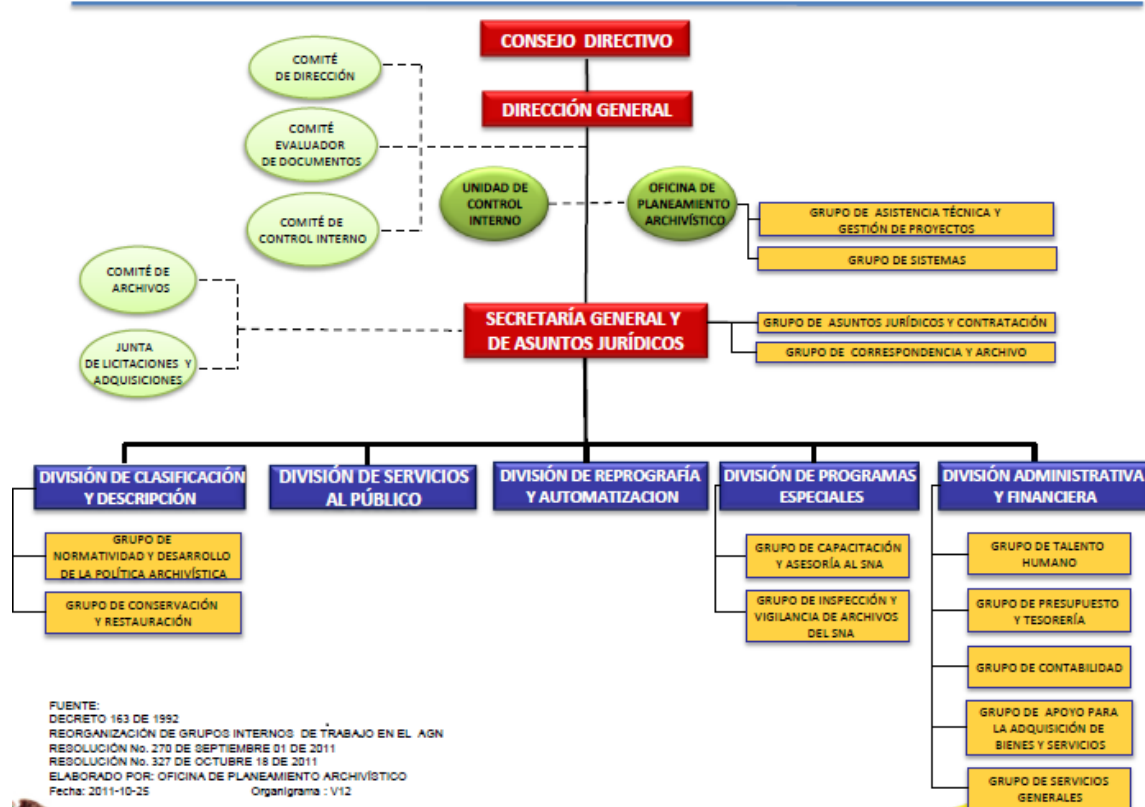 CONSEJO DIRECTIVO
DIRECCIÓN GENERAL
COMITÉ
DE DIRECCIÓN
COMITÉ
EVALUADOR
DE DOCUMENTOS
COMITÉ DE
CONTROL INTERNO
UNIDAD DE
CONTROL
INTERNO
OFICINA DE
PLANEAMIENTO
ARCHIVÍSTICO
GRUPO DE ASISTENCIA TÉCNICA Y
GESTIÓN DE PROYECTOS
GRUPO DE SISTEMAS
COMITÉ DE
ARCHIVOS
JUNTA
DE LICITACIONES Y
ADQUISICIONES
SECRETARÍA GENERAL Y
DE ASUNTOS JURÍDICOS
GRUPO DE ASUNTOS JURÍDICOS Y CONTRATACIÓN
GRUPO DE CORRESPONDENCIA Y ARCHIVO
DIVISIÓN DE CLASIFICACIÓN
Y DESCRIPCIÓN
GRUPO DE
NORMATIVIDAD Y DESARROLLO
DE LA POLÍTICA ARCHIVÍSTICA
GRUPO DE CONSERVACIÓN
Y RESTAURACIÓN
DIVISIÓN DE SERVICIOS
AL PÚBLICO
DIVISIÓN DE REPROGRAFÍA
Y AUTOMATIZACION
DIVISIÓN DE PROGRAMAS
ESPECIALES
GRUPO DE CAPACITACIÓN
Y ASESORÍA AL SNA
GRUPO DE INSPECCIÓN Y
VIGILANCIA DE ARCHIVOS
DEL SNA
DIVISIÓN ADMINISTRATIVA
Y FINANCIERA
GRUPO DE TALENTO
HUMANO
GRUPO DE PRESUPUESTO
Y TESORERÍA
GRUPO DE CONTABILIDAD
GRUPO DE APOYO PARA
LA ADQUISICIÓN DE
BIENES Y SERVICIOS
GRUPO DE SERVICIOS
GENERALES
FUENTE:
DECRETO 163 DE 1992
REORGANIZACIÓN DE GRUPOS INTERNOS DE TRABAJO EN EL AGN
RESOLUCIÓN No. 270 DE SEPTIEMBRE 01 DE 2011
RESOLUCIÓN No. 327 DE OCTUBRE 18 DE 2011
ELABORADO POR: OFICINA DE PLANEAMIENTO ARCHIVÍSTICO
Fecha: 2011-10-25 Organigrama : V12